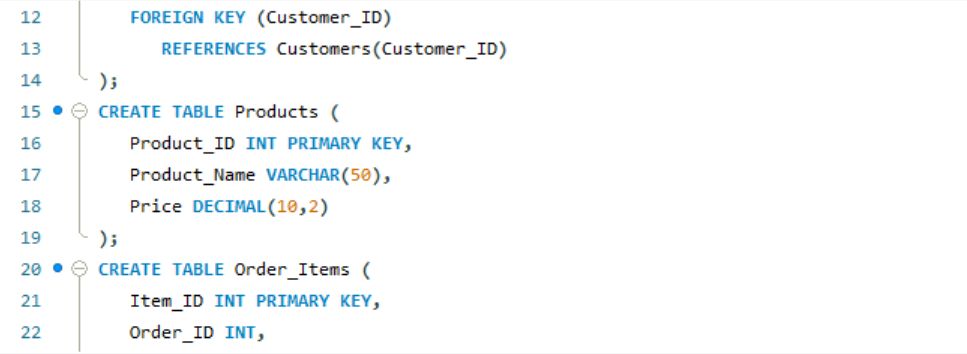 12 FOREIGN KEY (Customer_ID)
13 REFERENCES Customers(Customer_ID)
14 );
15 CREATE TABLE Products (
16 Product_ID INT PRIMARY KEY,
17 Product_Name VARCHAR(50),
18 Price DECIMAL(10,2)
19 );
20 CREATE TABLE Order_Items (
21 Item_ID INT PRIMARY KEY,
22 Order_ID INT,